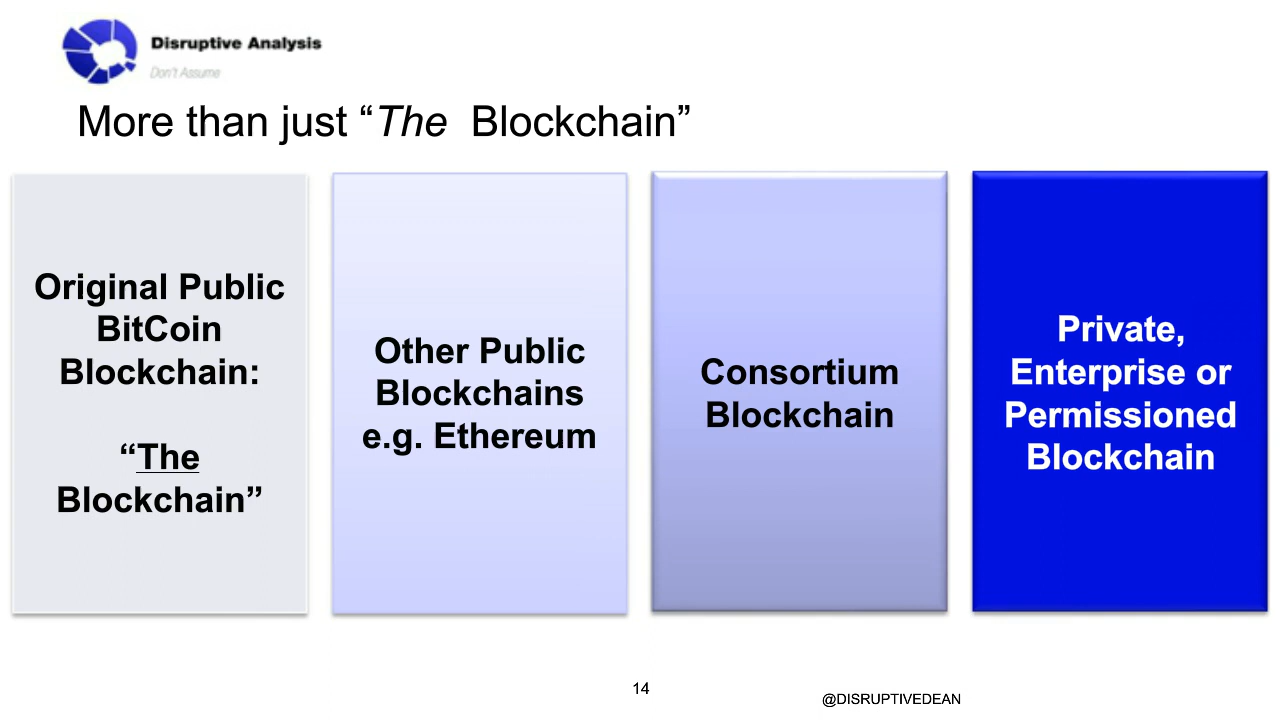 Disruptive Analysis
Don't Assume
More than just “The Blockchain”
Original Public
BitCoin
Blockchain:
“The
Blockchain”
Other Public
Blockchains
e.g. Ethereum
Consortium
Blockchain
Private,
Enterprise or
Permissioned
Blockchain
14
@DISRUPTIVEDEAN